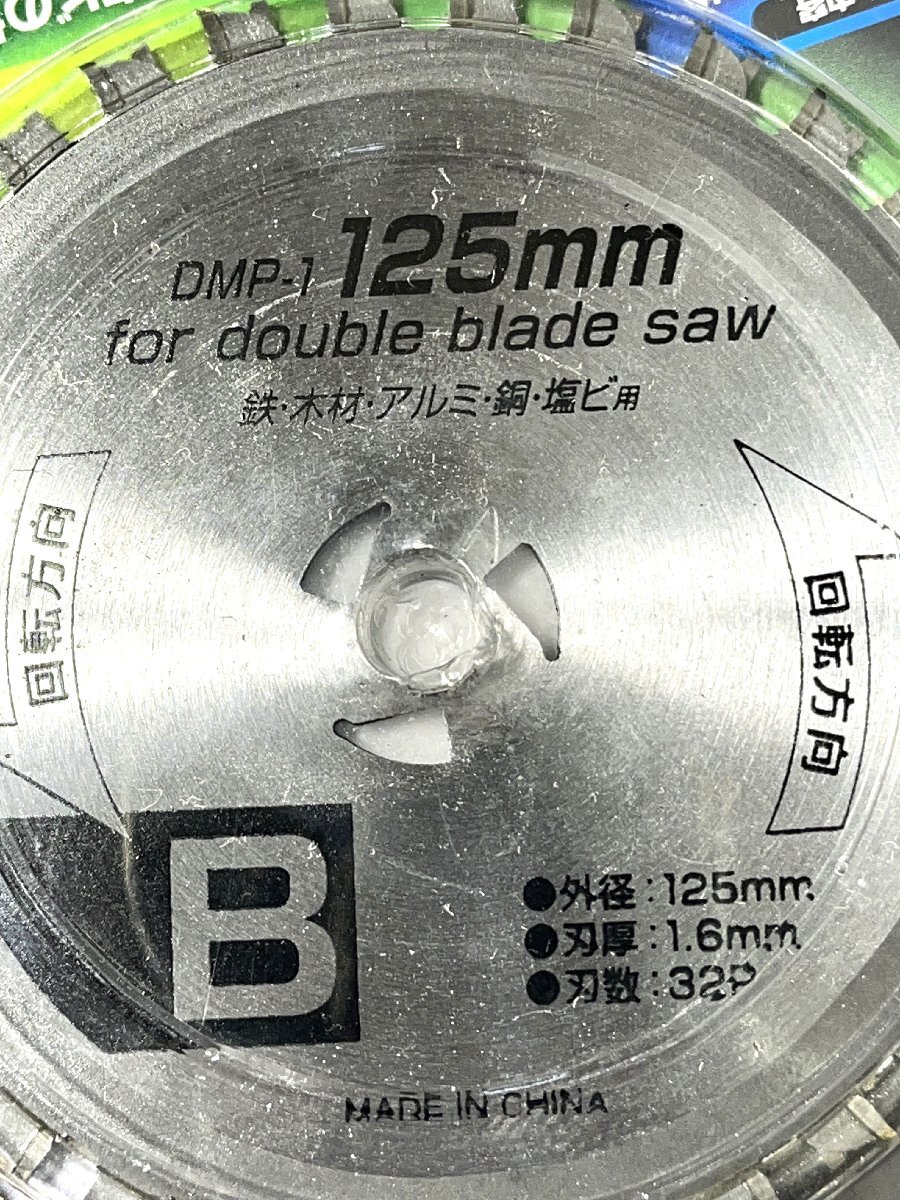 DMP-1 125mm
for double blade saw
鉄・木材・アルミ・銅・塩ビ用
回転方向
回転方向
B
●外径：125mm
●刃厚：1.6mm
●刃数：32P
MADE IN CHINA